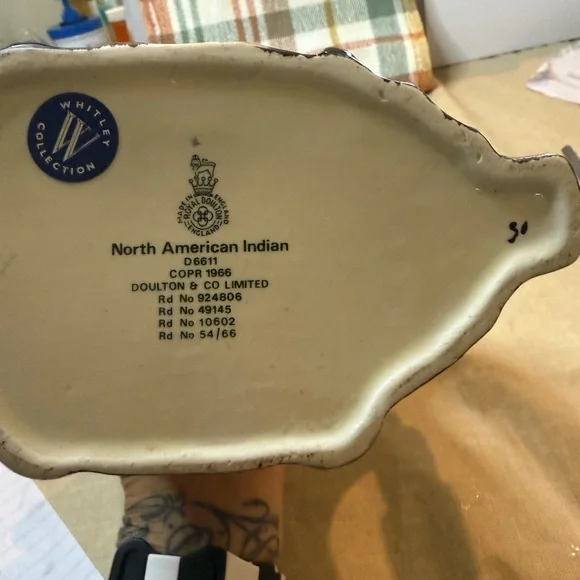 WHITLEY
W
COLLECTION
MADE IN ENGLAND
ROYAL DOULTON
ENGLAND
North American Indian
D6611
COPR 1966
DOULTON & CO LIMITED
Rd No 924806
Rd No 49145
Rd No 10602
Rd No 54/66